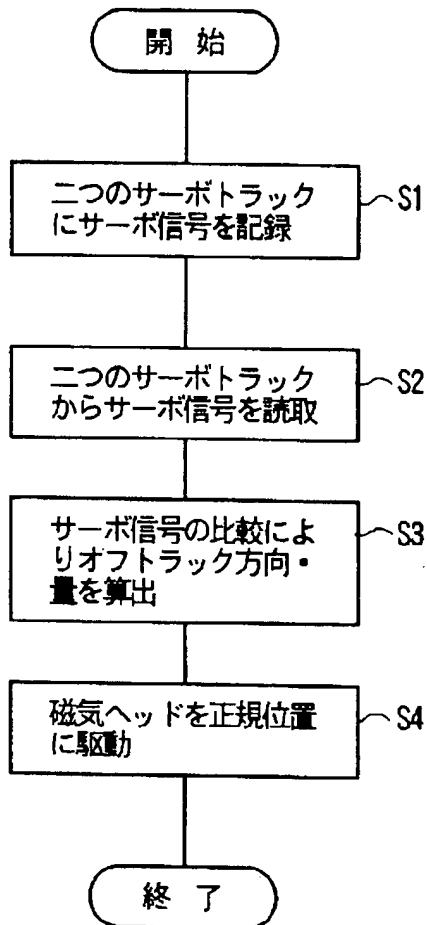 開始
二つのサーボトラック
にサーボ信号を記録
S1
二つのサーボトラック
からサーボ信号を読取
S2
サーボ信号の比較によ
りオフトラック方向・
量を算出
S3
磁気ヘッドを正規位置
に駆動
S4
終了